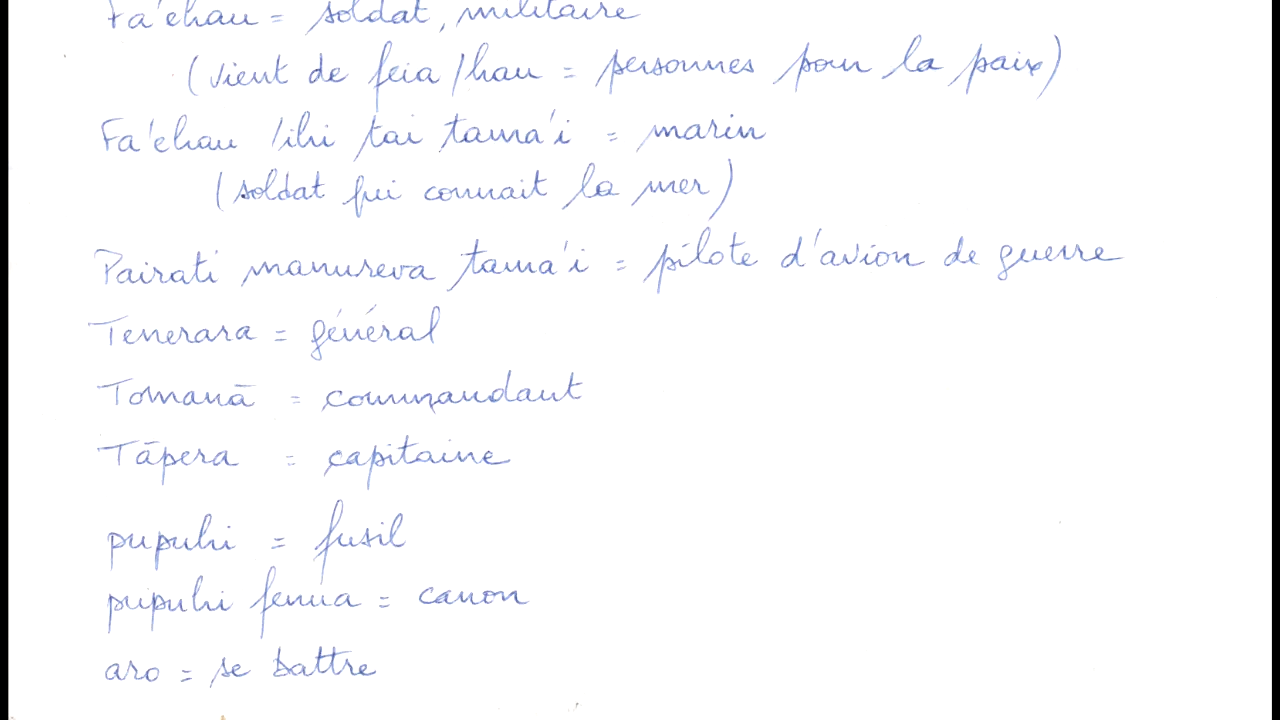 Fa'ehau = soldat, militaire
(vient de feia/hau = personnes pour la paix)
Fa'ehau /ihi tai tama'i = marin
(soldat qui connait la mer)
Pairati manureva tama'i = pilote d'avion de guerre
Tenerara = général
Tomanā = commandant
Tāpera = capitaine
pupuhi = fusil
pupuhi fenua = canon
aro = se battre